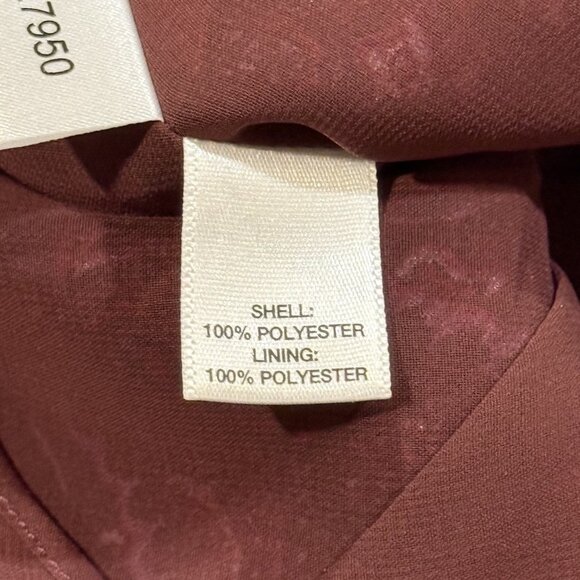 7950
SHELL:
100% POLYESTER
LINING:
100% POLYESTER